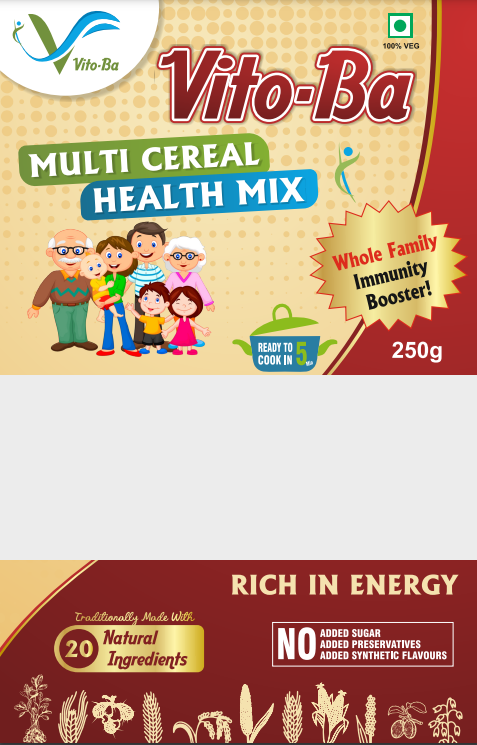 Vito-Ba
100% VEG
Vito-Ba
MULTI CEREAL
HEALTH MIX
Whole Family
Immunity
Booster!
READY TO
COOK IN 5 MIN
250g
RICH IN ENERGY
Traditionally Made With
20 Natural
Ingredients
NO ADDED SUGAR
ADDED PRESERVATIVES
ADDED SYNTHETIC FLAVOURS